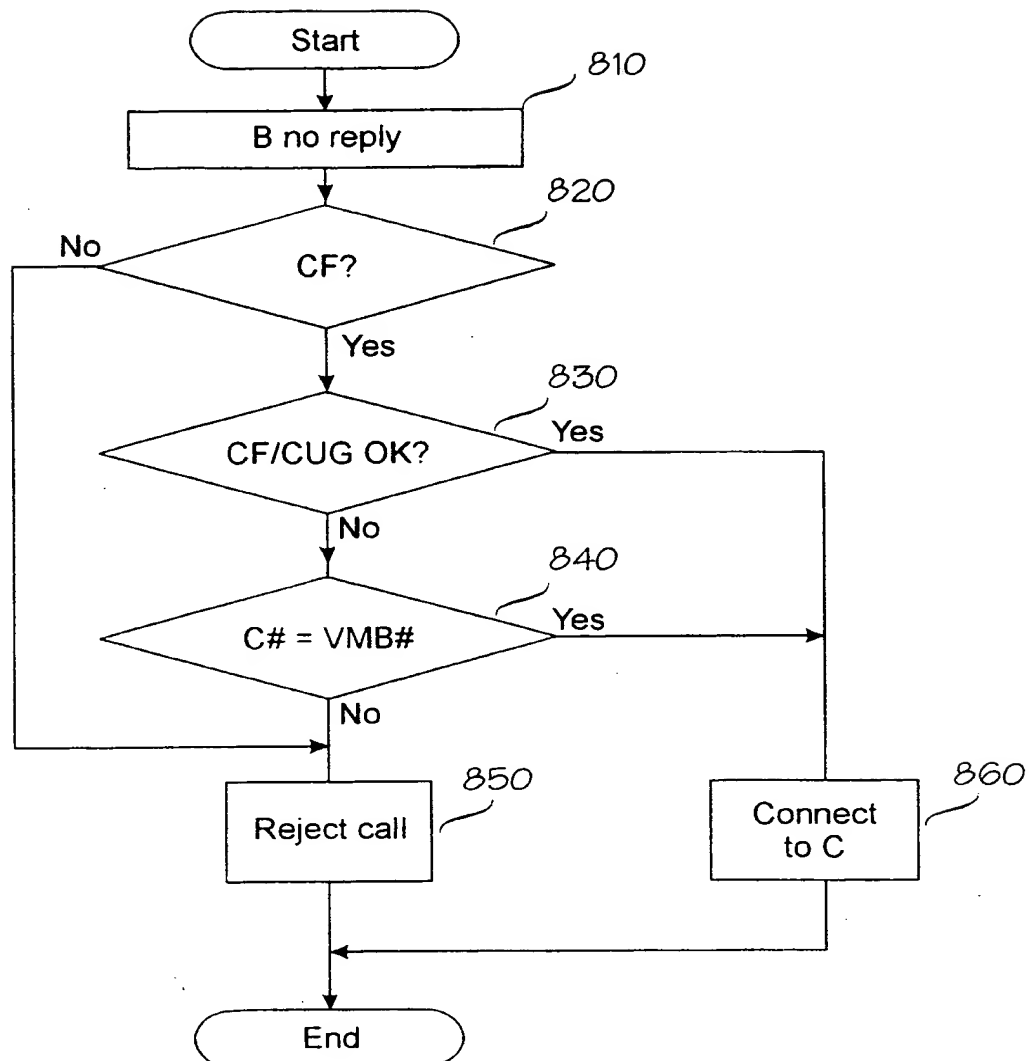 Start
810
B no reply
820
No
CF?
Yes
830
Yes
CF/CUG OK?
No
840
Yes
C# = VMB#
No
850
860
Reject call
Connect
to C
End